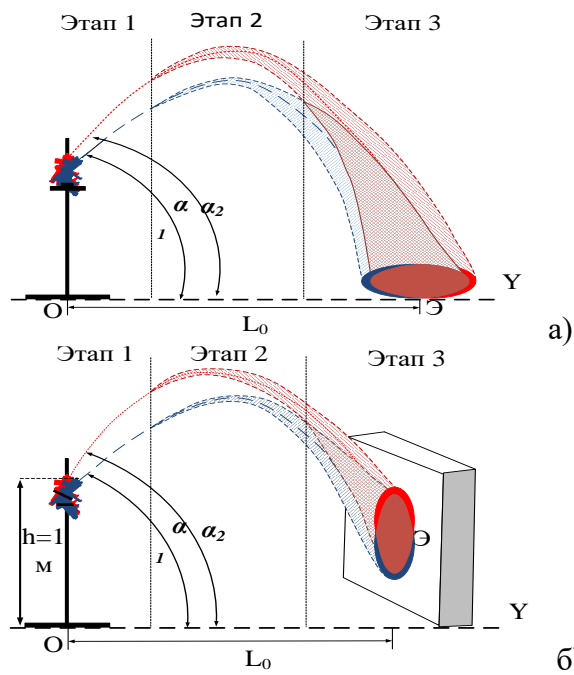 Этап 1 Этап 2 Этап 3
α α2
1
Y
O Э
L0
а)
Этап 1 Этап 2 Этап 3
h=1
м
α α2
1
Э
Y
O
L0
б